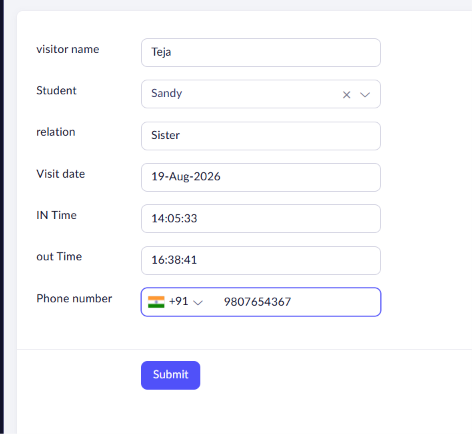 visitor name Teja
Student Sandy
relation Sister
Visit date 19-Aug-2026
IN Time 14:05:33
out Time 16:38:41
Phone number +91 9807654367
Submit